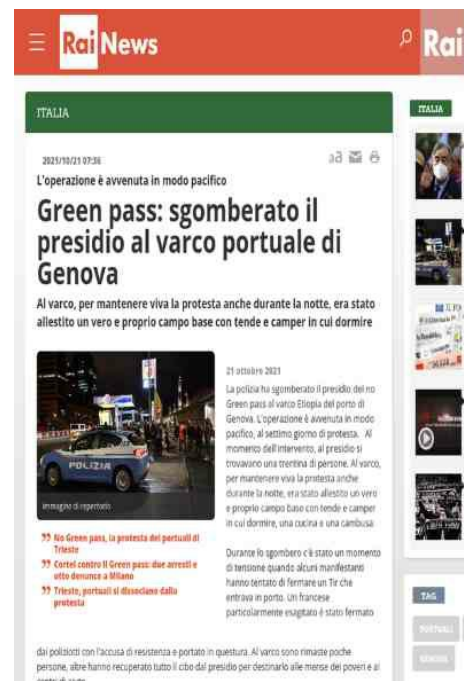 Rai News
Rai
ITALIA
2021/10/21 07:36
L'operazione è avvenuta in modo pacifico
Green pass: sgomberato il
presidio al varco portuale di
Genova
Al varco, per mantenere viva la protesta anche durante la notte, era stato
allestito un vero e proprio campo base con tende e camper in cui dormire
POLIZIA
Immagine di repertorio
No Green pass, la protesta dei portuali di
Trieste
Cortei contro il Green pass: due arresti e
otto denunce a Milano
Trieste, portuali si dissociano dalla
protesta
21 ottobre 2021
La polizia ha sgomberato il presidio dei no
Green pass al varco Etiopia del porto di
Genova. L'operazione è avvenuta in modo
pacifico, al settimo giorno di protesta. Al
momento dell'intervento, al presidio si
trovavano una trentina di persone. Al varco,
per mantenere viva la protesta anche
durante la notte, era stato allestito un vero
e proprio campo base con tende e camper
in cui dormire, una cucina e una cambusa
Durante lo sgombero c'è stato un momento
di tensione quando alcuni manifestanti
hanno tentato di fermare un Tir che
entrava in porto. Un francese
particolarmente esagitato è stato fermato
dai poliziotti con l'accusa di resistenza e portato in questura. Al varco sono rimaste poche
persone, altre hanno recuperato tutto il cibo dal presidio per destinarlo alle mense dei poveri e ai
ITALIA
TAG
PORTUALI
GENOVA